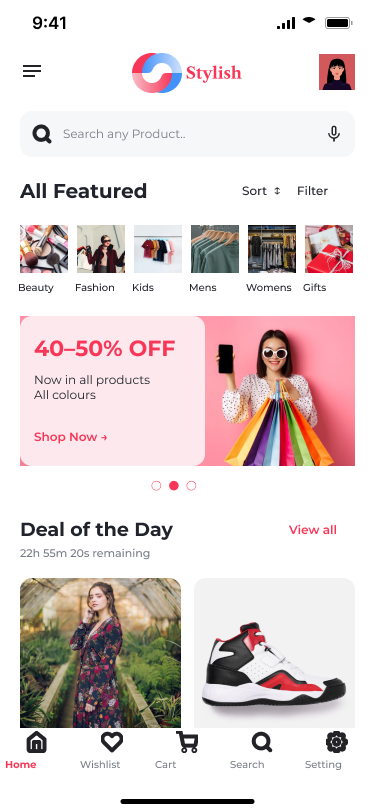 9:41
Stylish
Search any Product..
All Featured
Sort
Filter
Beauty
Fashion
Kids
Mens
Womens
Gifts
40–50% OFF
Now in all products
All colours
Shop Now →
Deal of the Day
View all
22h 55m 20s remaining
Home
Wishlist
Cart
Search
Setting